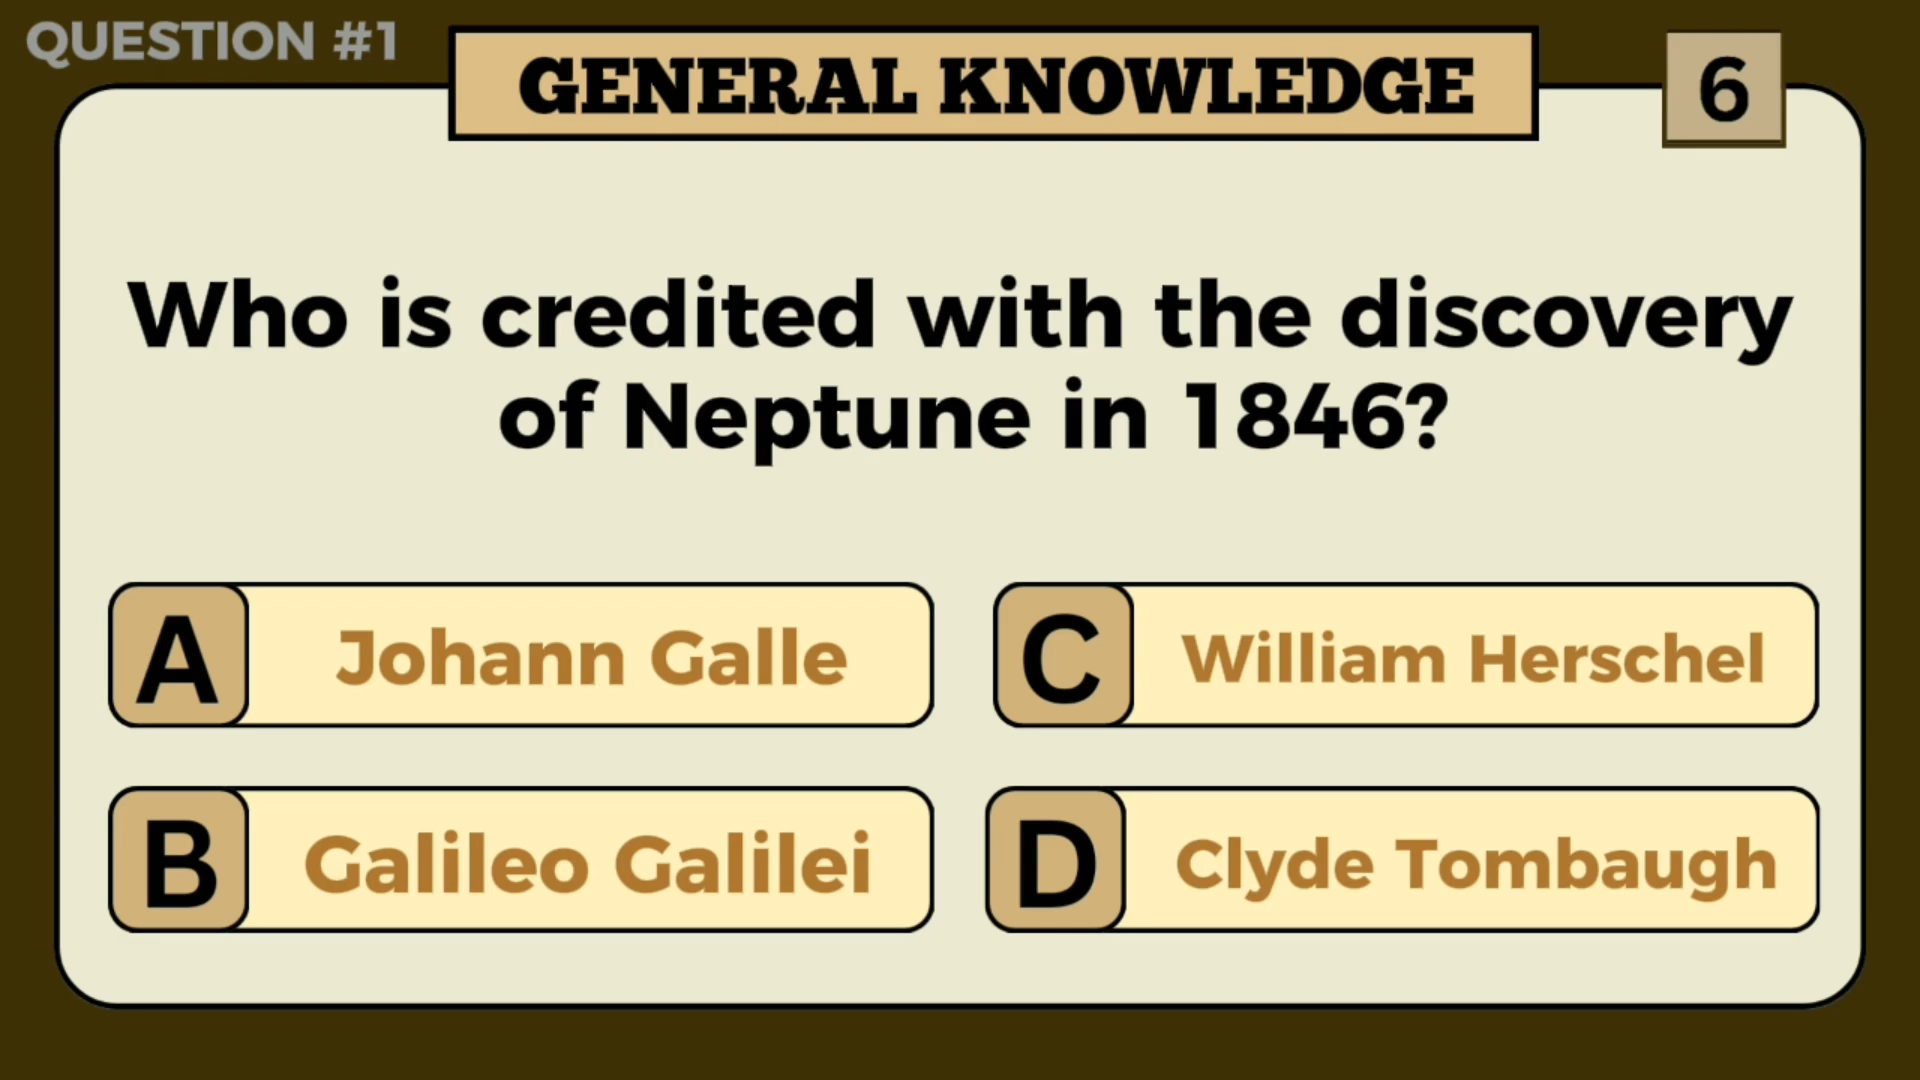 QUESTION #1
GENERAL KNOWLEDGE
6
Who is credited with the discovery
of Neptune in 1846?
A Johann Galle
C William Herschel
B Galileo Galilei
D Clyde Tombaugh